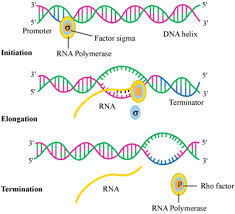 3' 5'
5' 3'
Promoter σ Factor sigma DNA helix
RNA Polymerase
Initiation
3' 5'
5' 3'
RNA Terminator
σ
Elongation
3' 5'
5' 3'
Termination RNA ρ Rho factor
RNA Polymerase